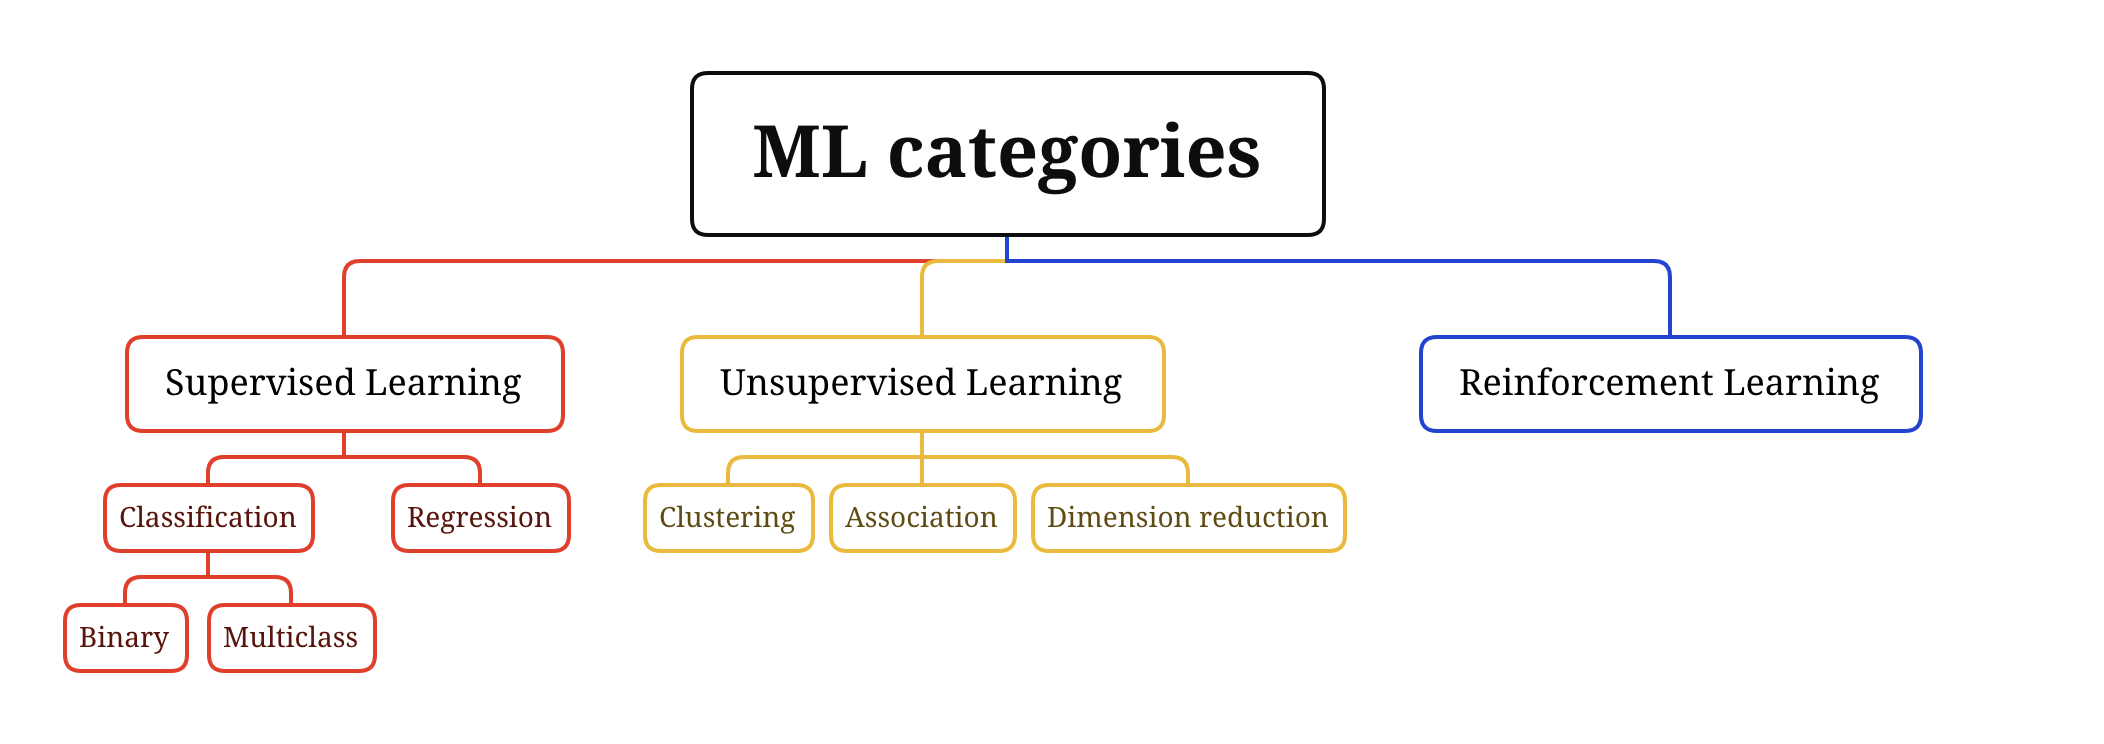 ML categories
Supervised Learning
Unsupervised Learning
Reinforcement Learning
Classification
Regression
Clustering
Association
Dimension reduction
Binary
Multiclass